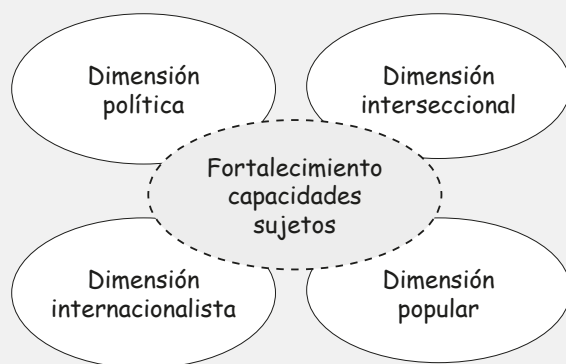 Dimensión
política
Dimensión
interseccional
Fortalecimiento
capacidades
sujetos
Dimensión
internacionalista
Dimensión
popular